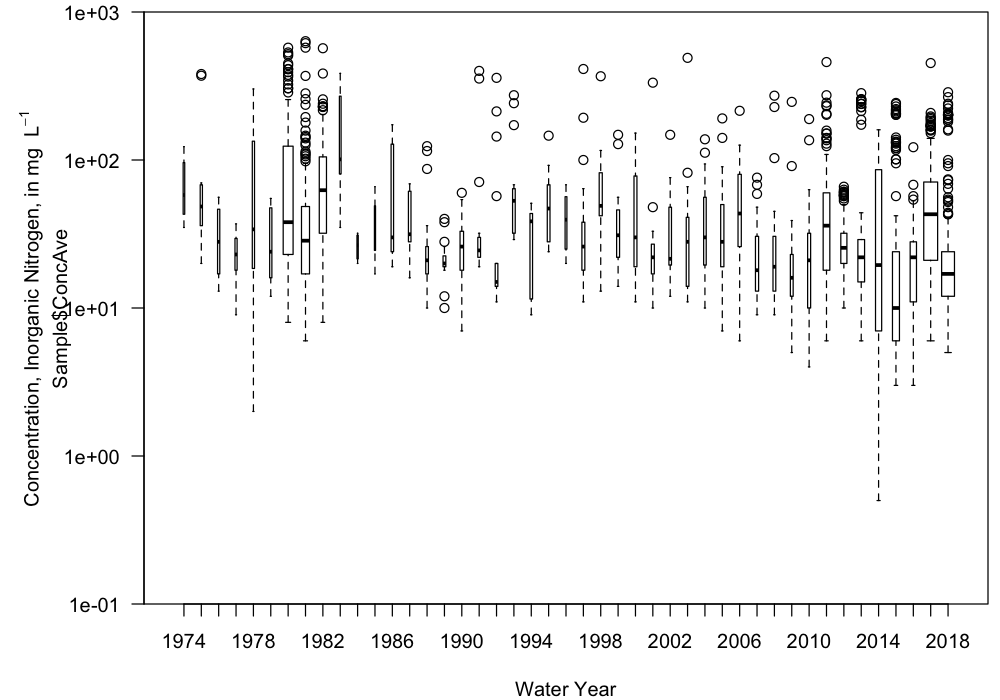 1e+03
1e+02
1e+01
1e+00
1e-01
Concentration, Inorganic Nitrogen, in mg L⁻¹
Sample$ConcAve
1974 1978 1982 1986 1990 1994 1998 2002 2006 2010 2014 2018
Water Year